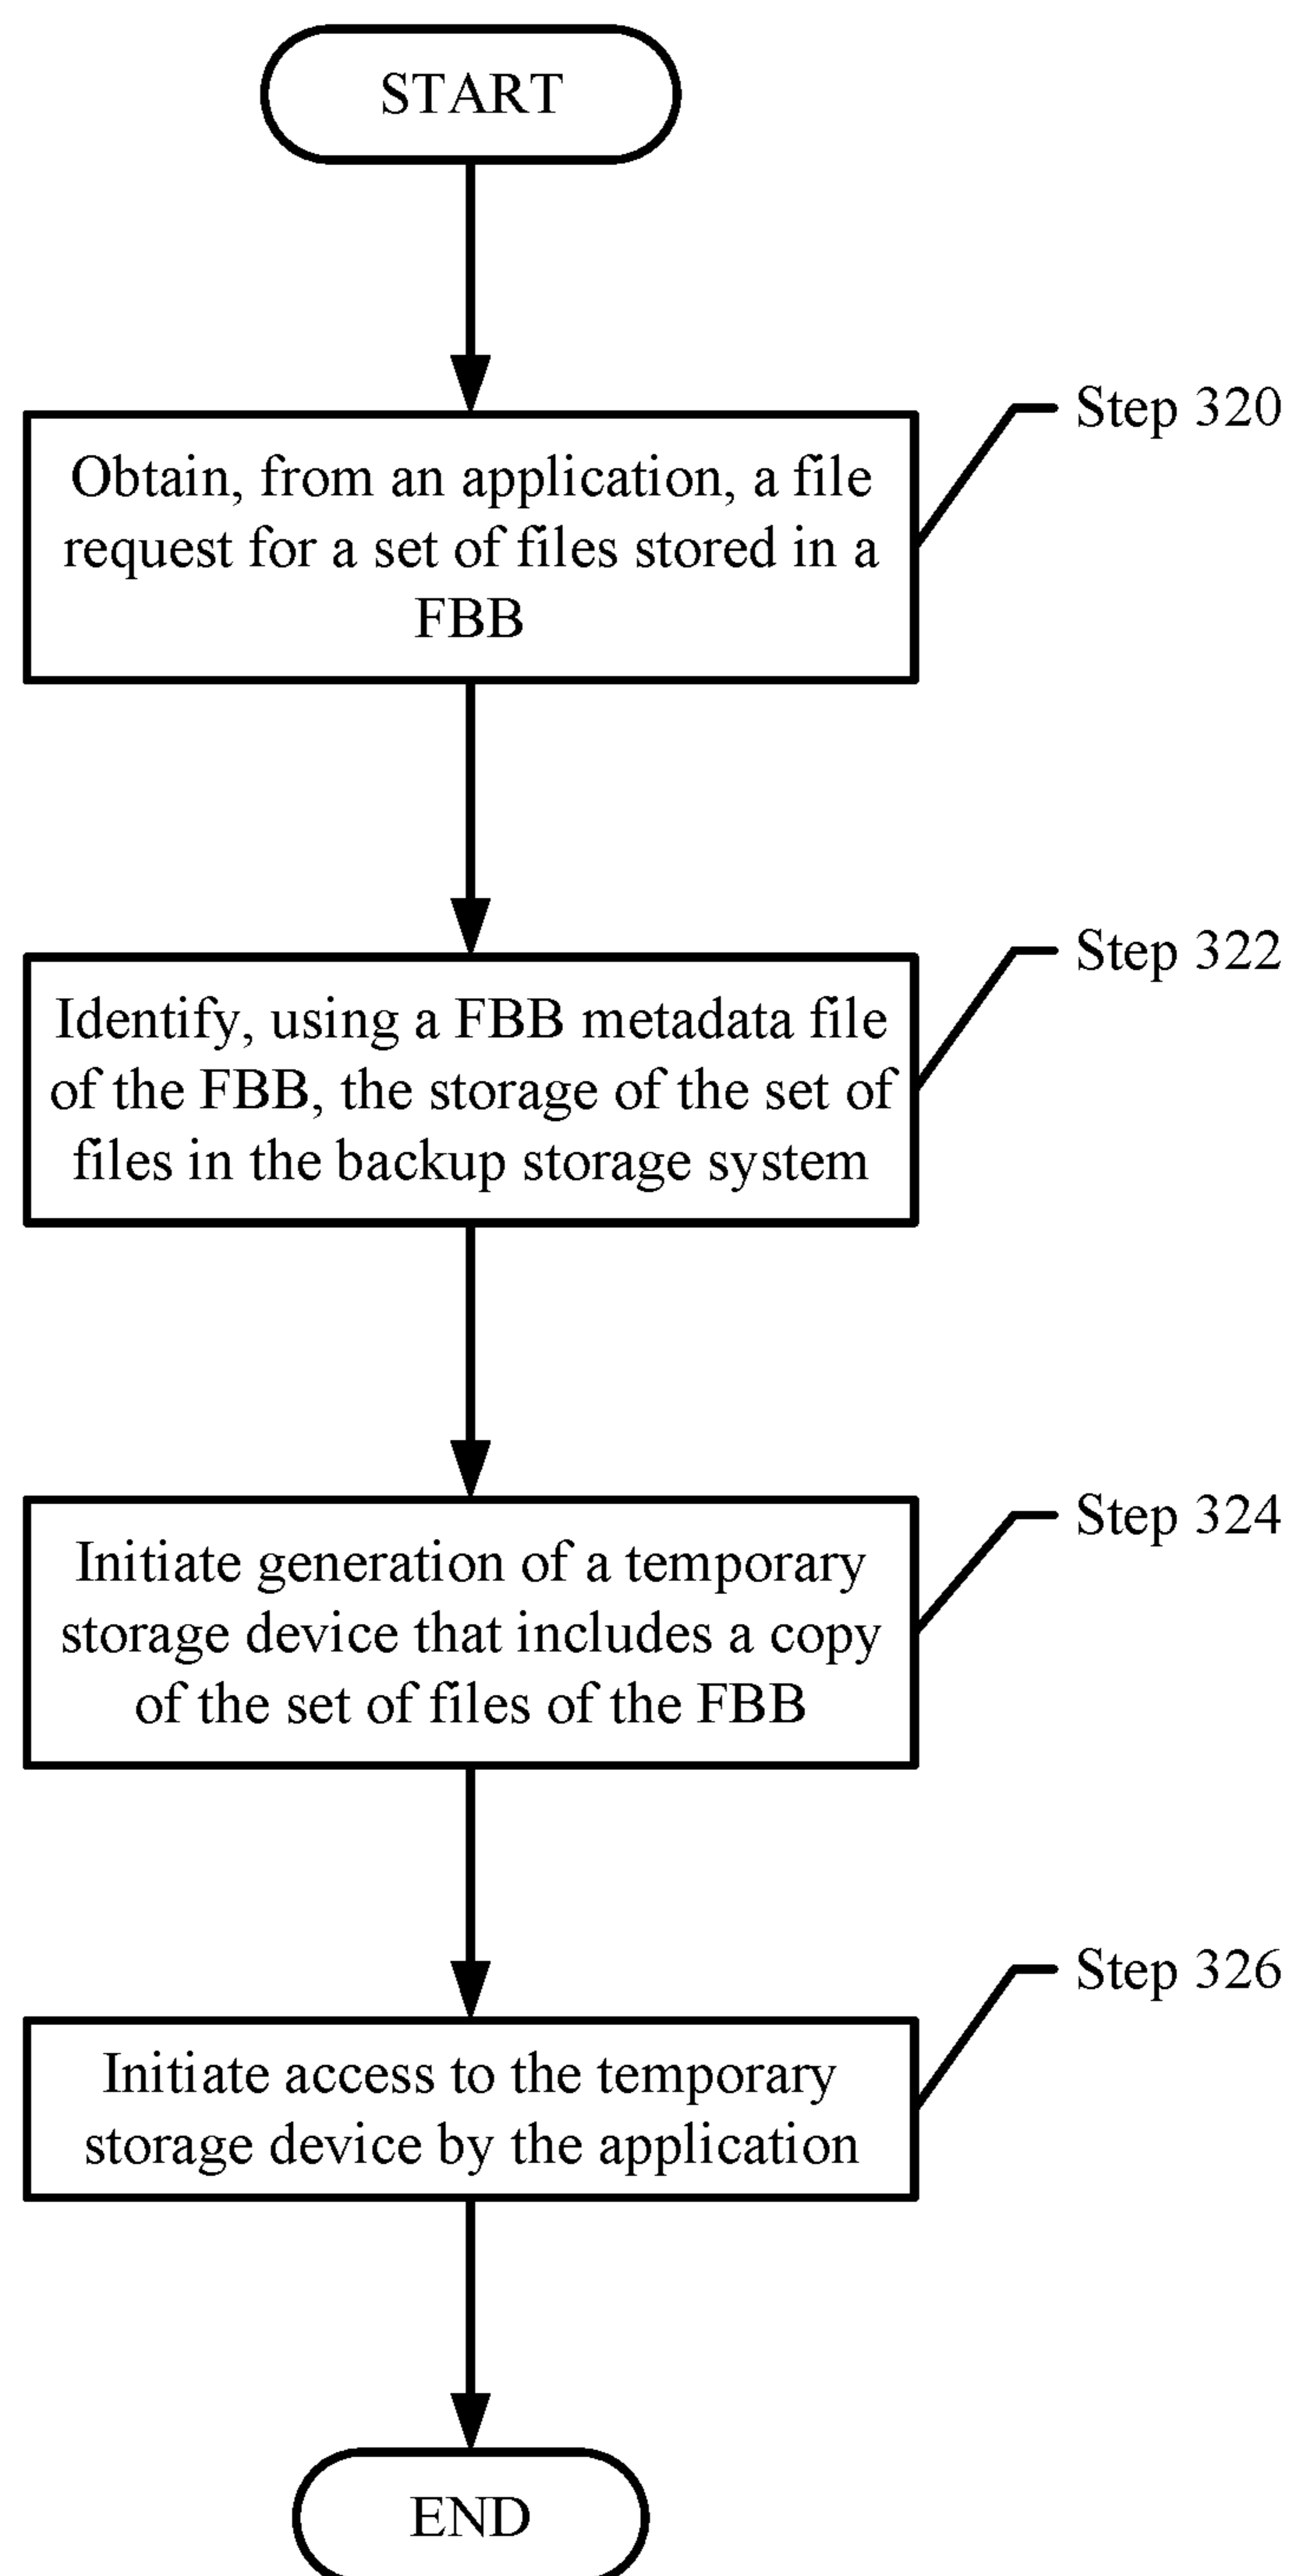 START
Step 320
Obtain, from an application, a file
request for a set of files stored in a
FBB
Step 322
Identify, using a FBB metadata file
of the FBB, the storage of the set of
files in the backup storage system
Step 324
Initiate generation of a temporary
storage device that includes a copy
of the set of files of the FBB
Step 326
Initiate access to the temporary
storage device by the application
END